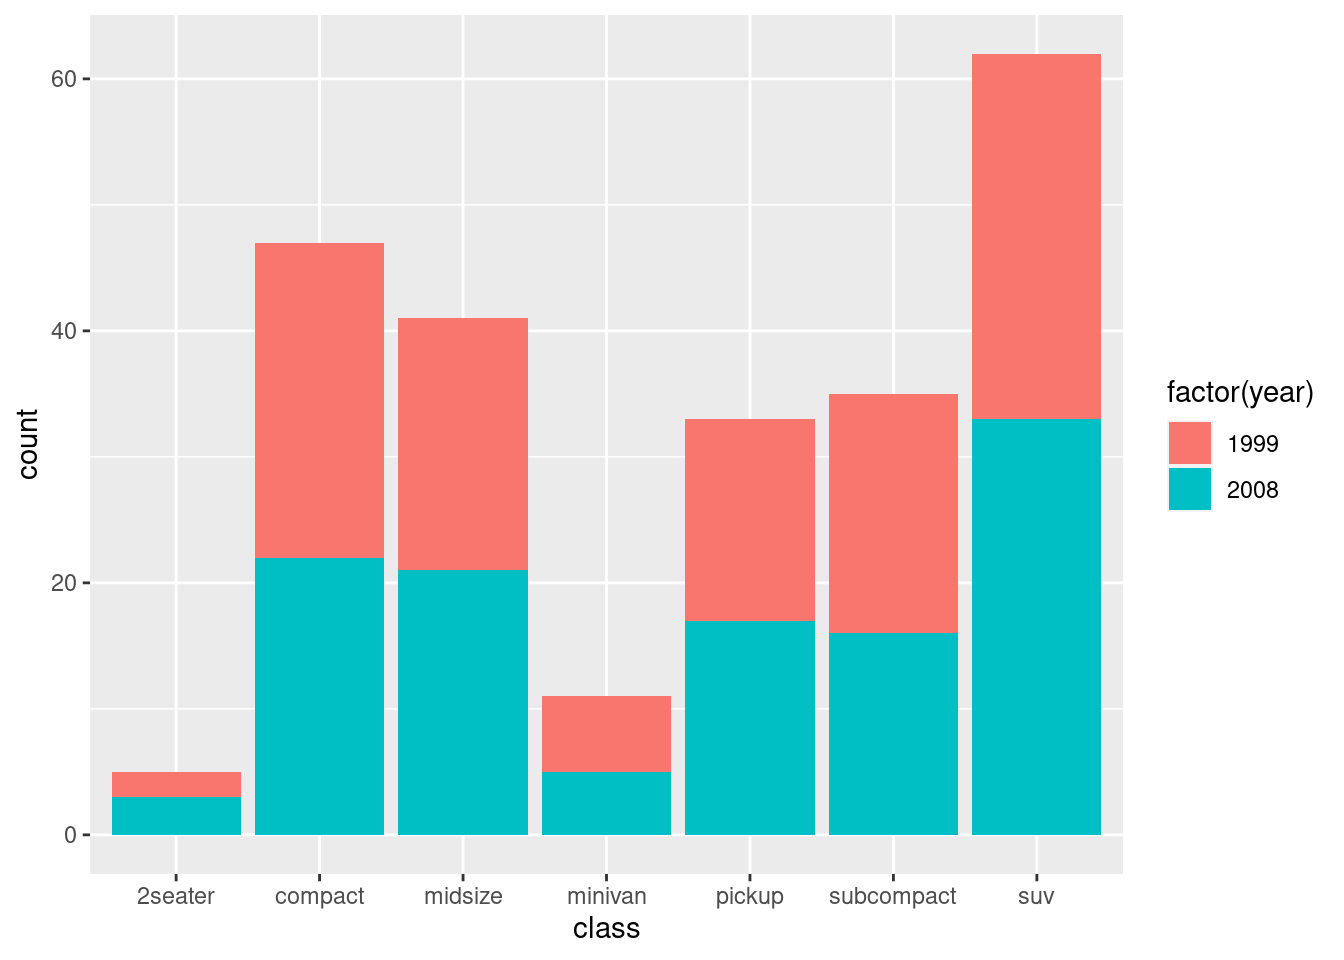 60
40
20
0
count
2seater compact midsize minivan pickup subcompact suv
class
factor(year)
1999
2008